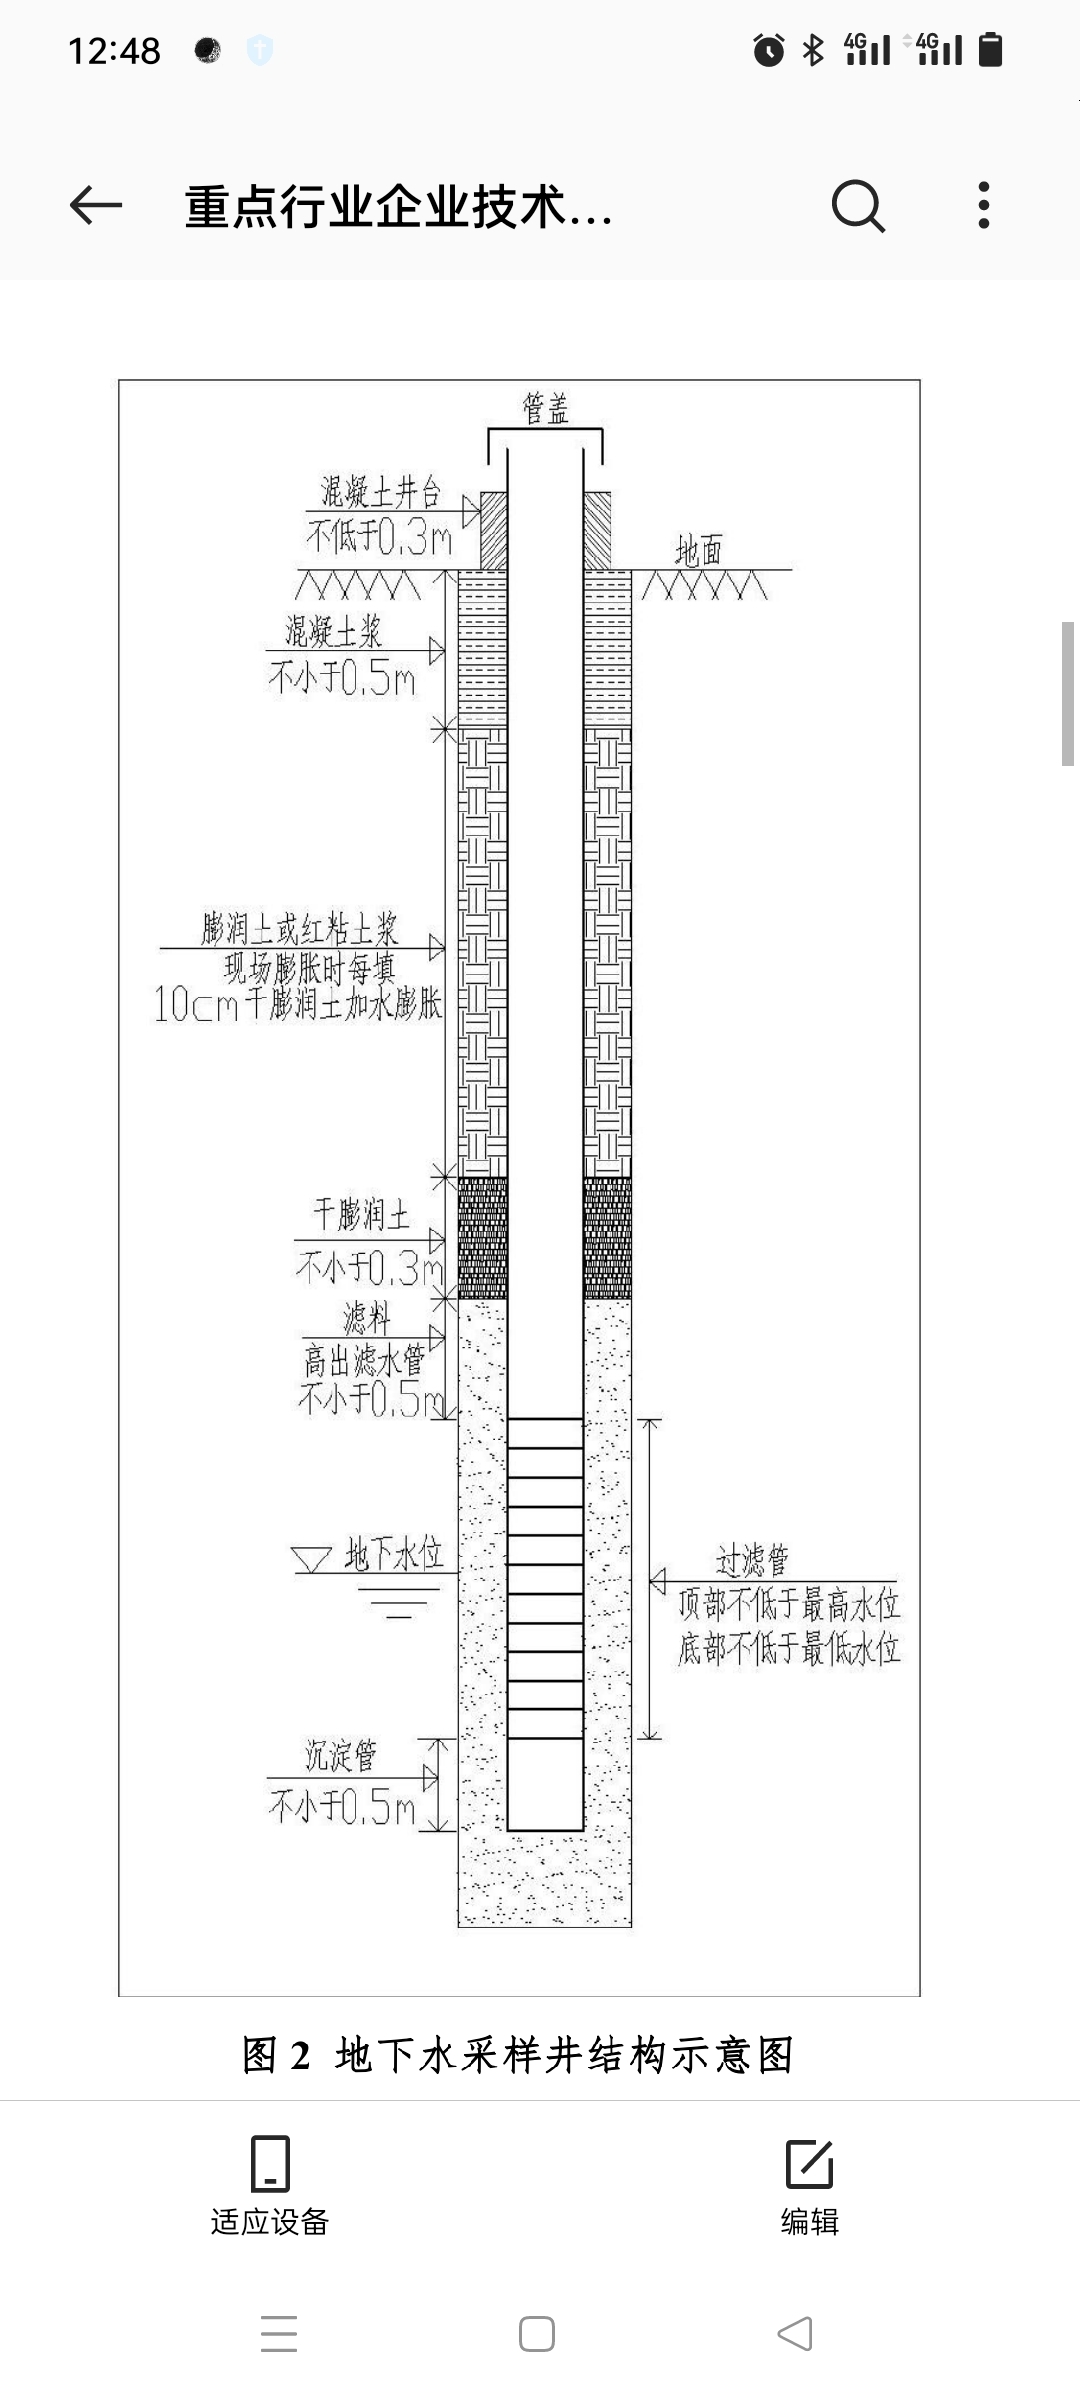 12:48
4G
4G
重点行业企业技术...
管盖
混凝土井台
不低于0.3m
地面
混凝土浆
不小于0.5m
膨润土或红粘土浆
现场膨胀时每填
10cm干膨润土加水膨胀
干膨润土
不小于0.3m
滤料
高出滤水管
不小于0.5m
地下水位
过滤管
顶部不低于最高水位
底部不低于最低水位
沉淀管
不小于0.5m
图 2 地下水采样井结构示意图
适应设备
编辑